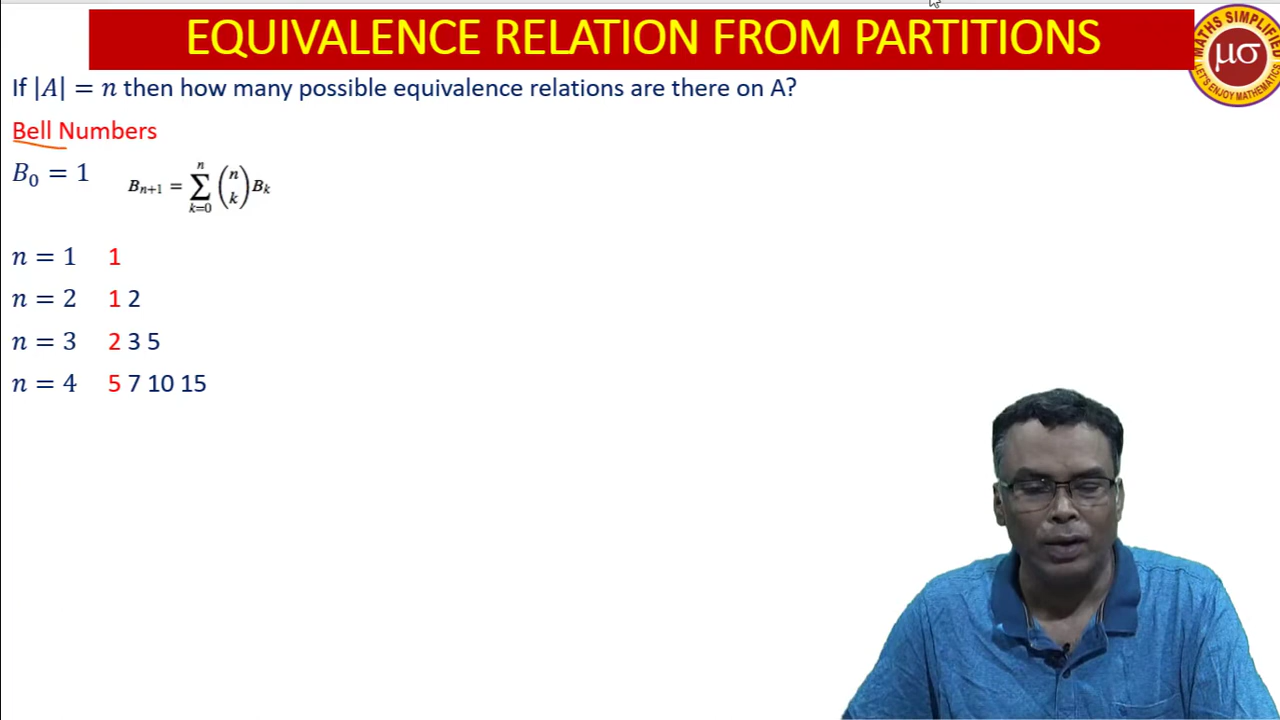 EQUIVALENCE RELATION FROM PARTITIONS
MATHS SIMPLIFIED
μσ
LET'S ENJOY MATHEMATICS
If |A| = n then how many possible equivalence relations are there on A?
Bell Numbers
B₀ = 1 Bₙ₊₁ = ∑ₖ₌₀ⁿ (n k) Bₖ
n = 1 1
n = 2 1 2
n = 3 2 3 5
n = 4 5 7 10 15